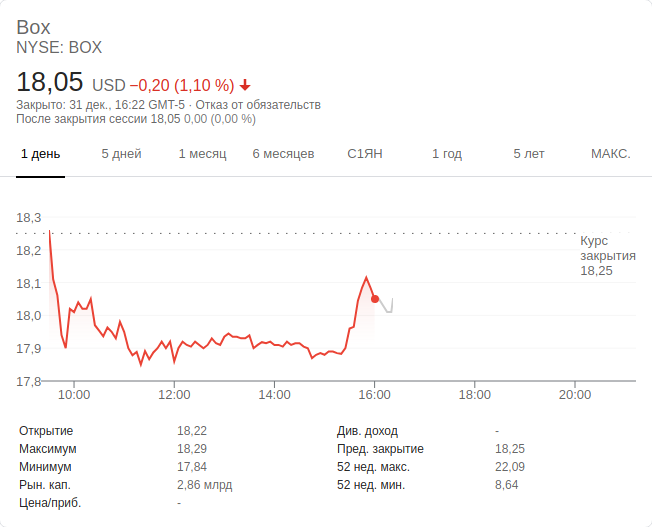 Box
NYSE: BOX
18,05 USD −0,20 (1,10 %)
Закрыто: 31 дек., 16:22 GMT-5 · Отказ от обязательств
После закрытия сессии 18,05 0,00 (0,00 %)
1 день 5 дней 1 месяц 6 месяцев С1ЯН 1 год 5 лет МАКС.
18,3
18,2
18,1
18,0
17,9
17,8
Курс
закрытия
18,25
10:00 12:00 14:00 16:00 18:00 20:00
Открытие 18,22 Див. доход -
Максимум 18,29 Пред. закрытие 18,25
Минимум 17,84 52 нед. макс. 22,09
Рын. кап. 2,86 млрд 52 нед. мин. 8,64
Цена/приб. -